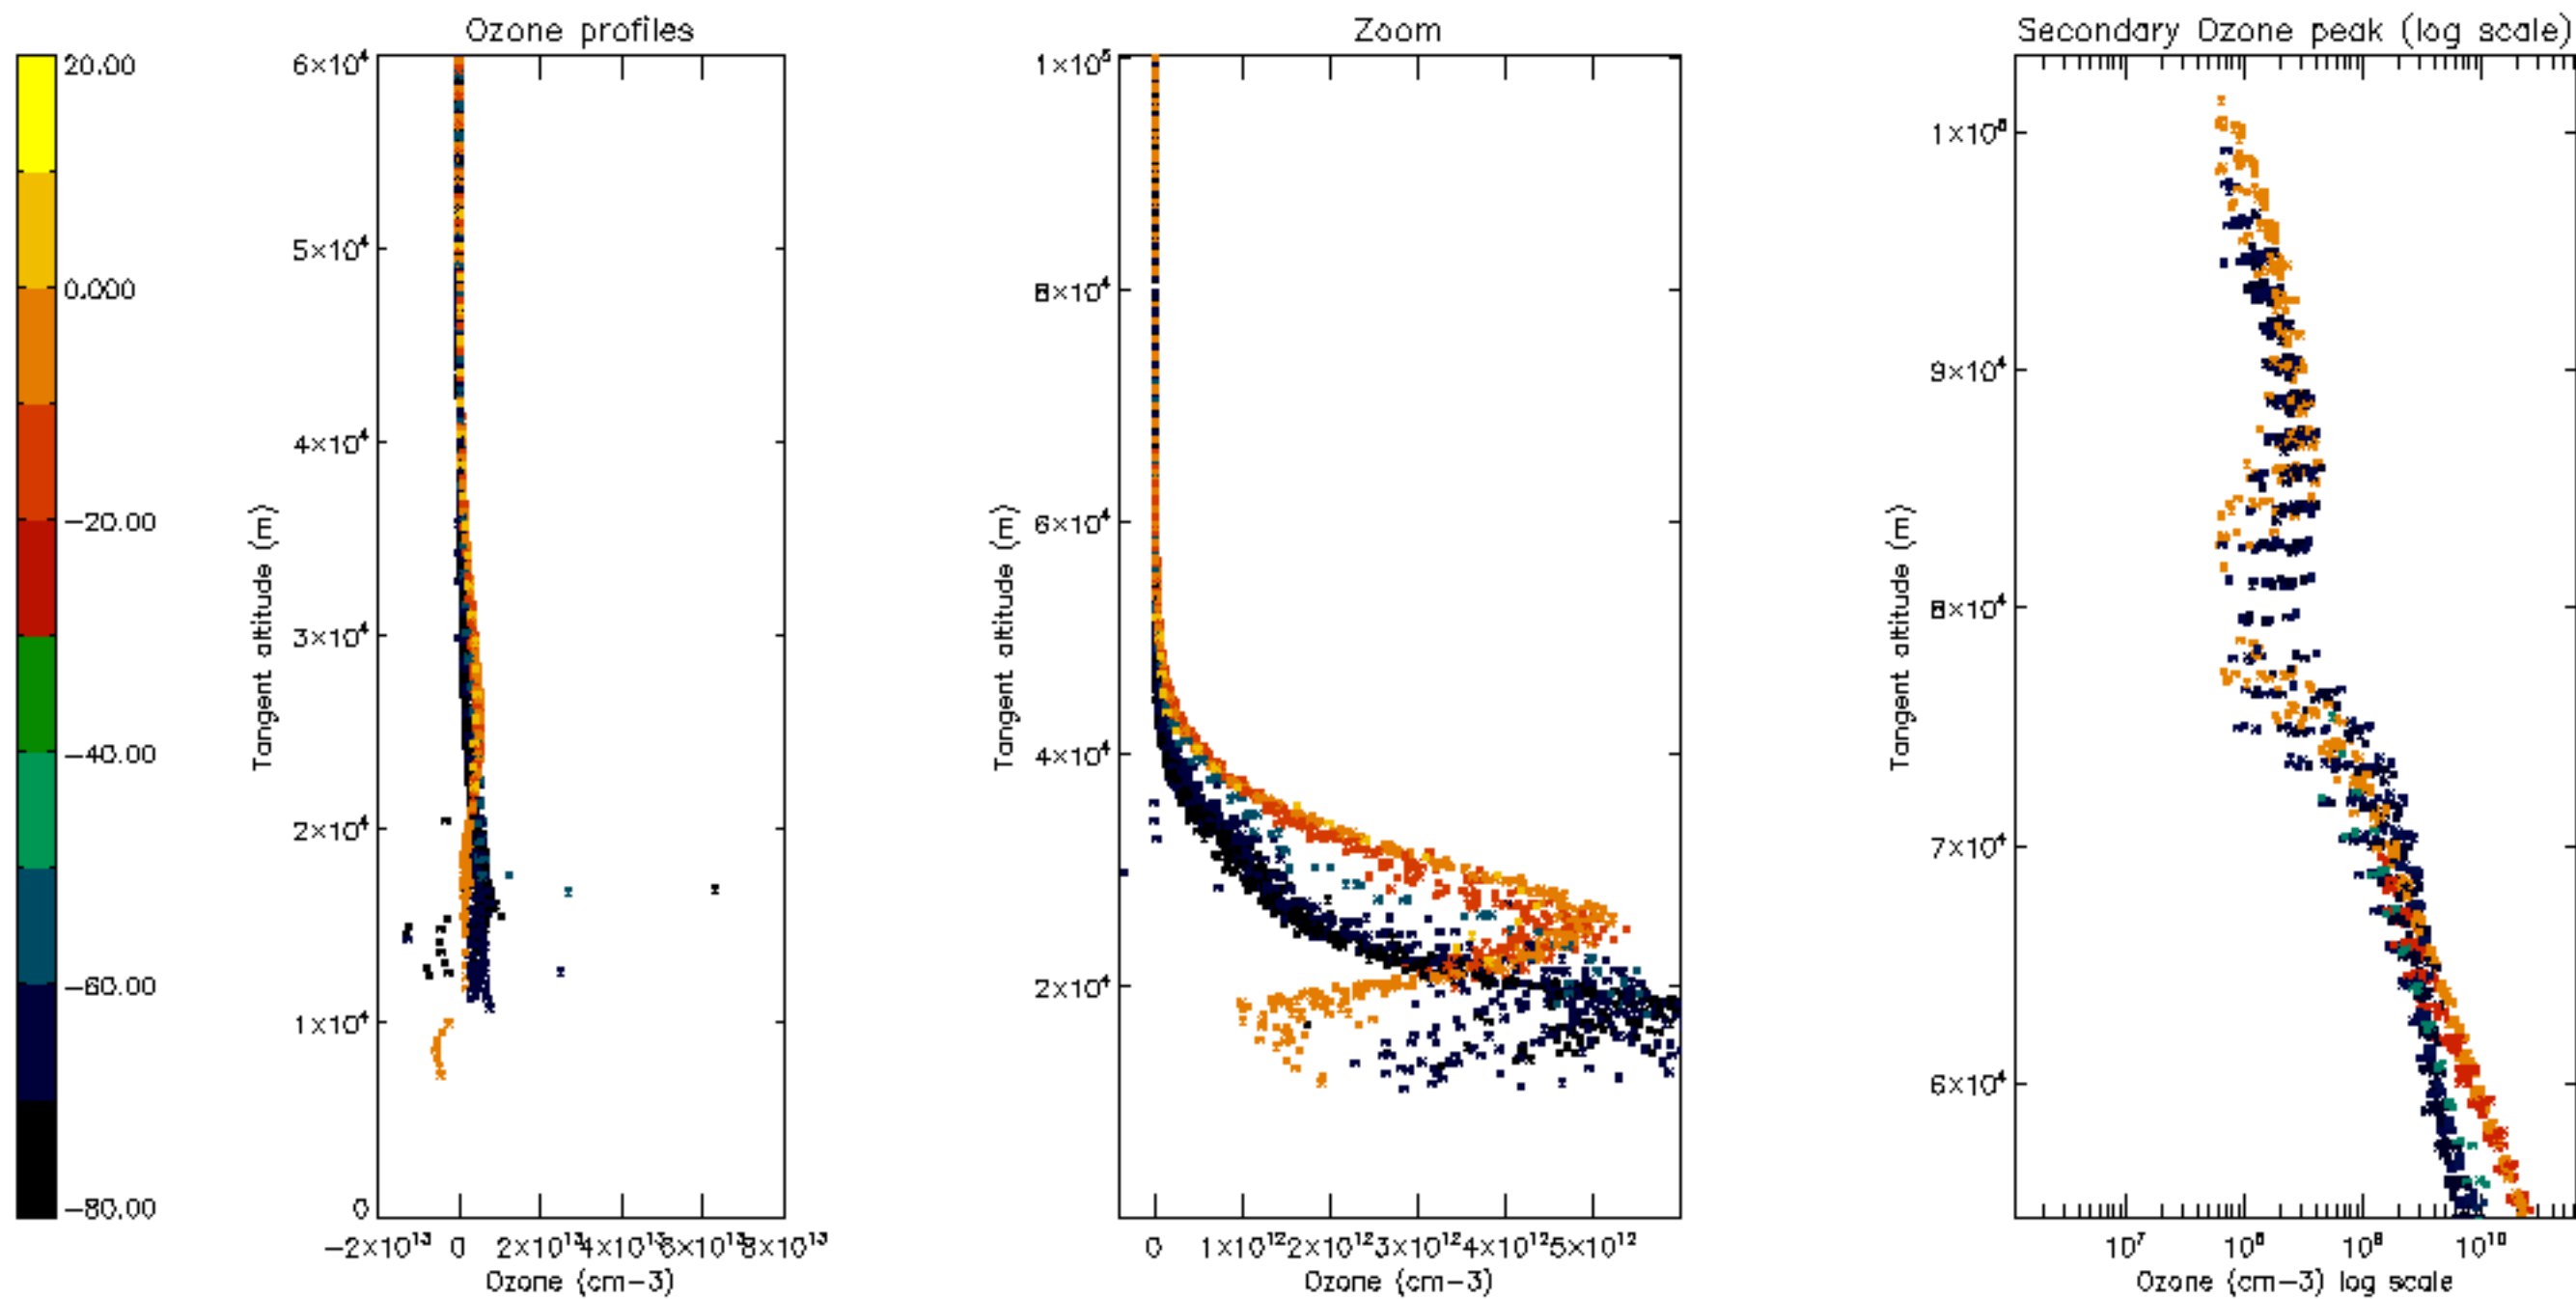 Ozone profiles
Zoom
Secondary Ozone peak (log scale)
20.00
0.000
−20.00
−40.00
−60.00
−80.00
6×10⁴
5×10⁴
4×10⁴
3×10⁴
2×10⁴
1×10⁴
0
Tangent altitude (m)
−2×10¹³ 0 2×10¹³ 4×10¹³ 6×10¹³ 8×10¹³
Ozone (cm−3)
1×10⁵
8×10⁴
6×10⁴
4×10⁴
2×10⁴
Tangent altitude (m)
0 1×10¹² 2×10¹² 3×10¹² 4×10¹² 5×10¹²
Ozone (cm−3)
1×10⁵
9×10⁴
8×10⁴
7×10⁴
6×10⁴
Tangent altitude (m)
10⁷ 10⁸ 10⁹ 10¹⁰
Ozone (cm−3) log scale